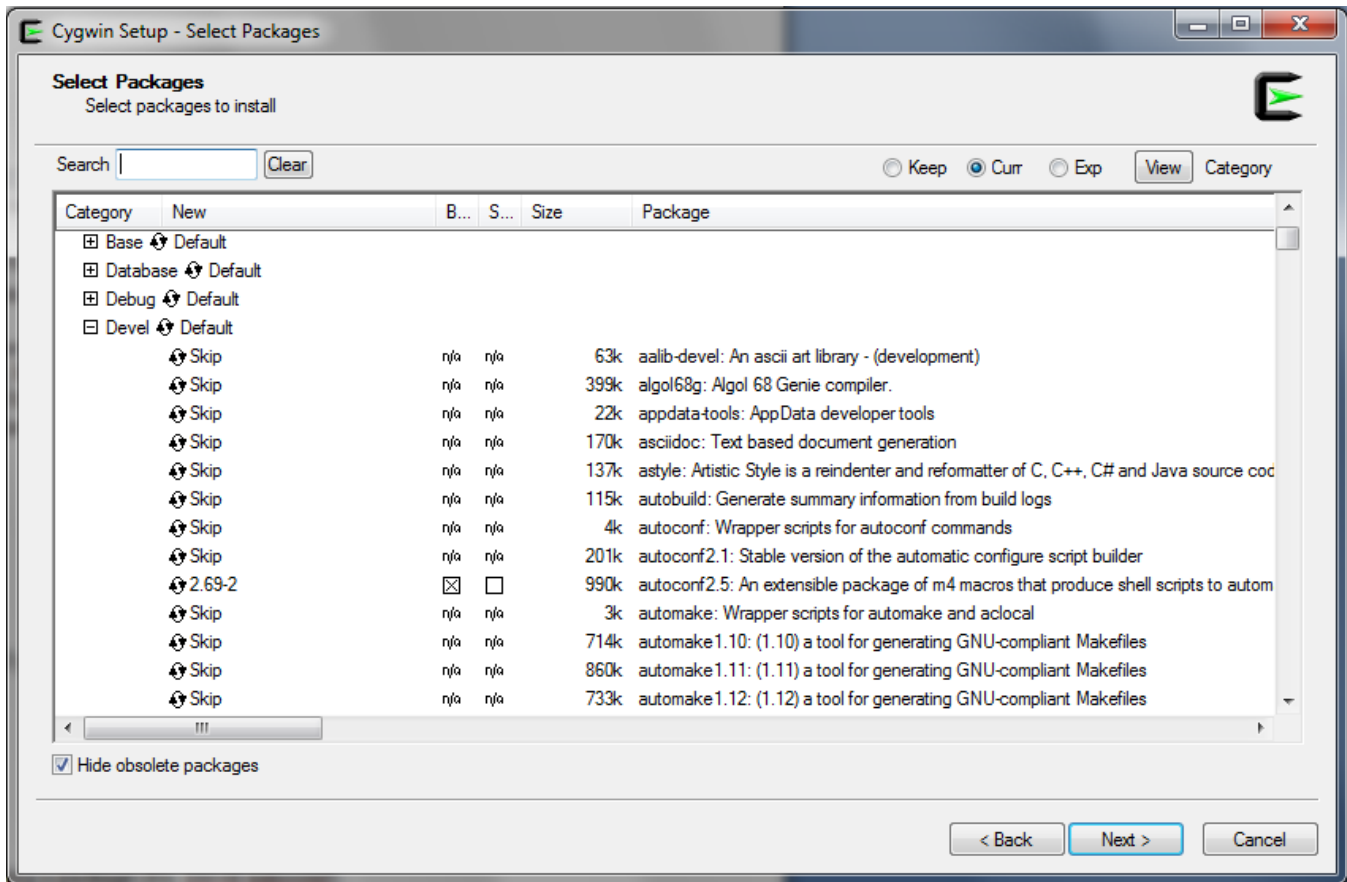 Cygwin Setup - Select Packages
Select Packages
Select packages to install
Search Clear Keep Curr Exp View Category
Category New B... S... Size Package
Base Default
Database Default
Debug Default
Devel Default
Skip n/a n/a 63k aalib-devel: An ascii art library - (development)
Skip n/a n/a 399k algol68g: Algol 68 Genie compiler.
Skip n/a n/a 22k appdata-tools: AppData developer tools
Skip n/a n/a 170k asciidoc: Text based document generation
Skip n/a n/a 137k astyle: Artistic Style is a reindenter and reformatter of C, C++, C# and Java source cod
Skip n/a n/a 115k autobuild: Generate summary information from build logs
Skip n/a n/a 4k autoconf: Wrapper scripts for autoconf commands
Skip n/a n/a 201k autoconf2.1: Stable version of the automatic configure script builder
2.69-2 990k autoconf2.5: An extensible package of m4 macros that produce shell scripts to autom
Skip n/a n/a 3k automake: Wrapper scripts for automake and aclocal
Skip n/a n/a 714k automake1.10: (1.10) a tool for generating GNU-compliant Makefiles
Skip n/a n/a 860k automake1.11: (1.11) a tool for generating GNU-compliant Makefiles
Skip n/a n/a 733k automake1.12: (1.12) a tool for generating GNU-compliant Makefiles
Hide obsolete packages
< Back Next > Cancel